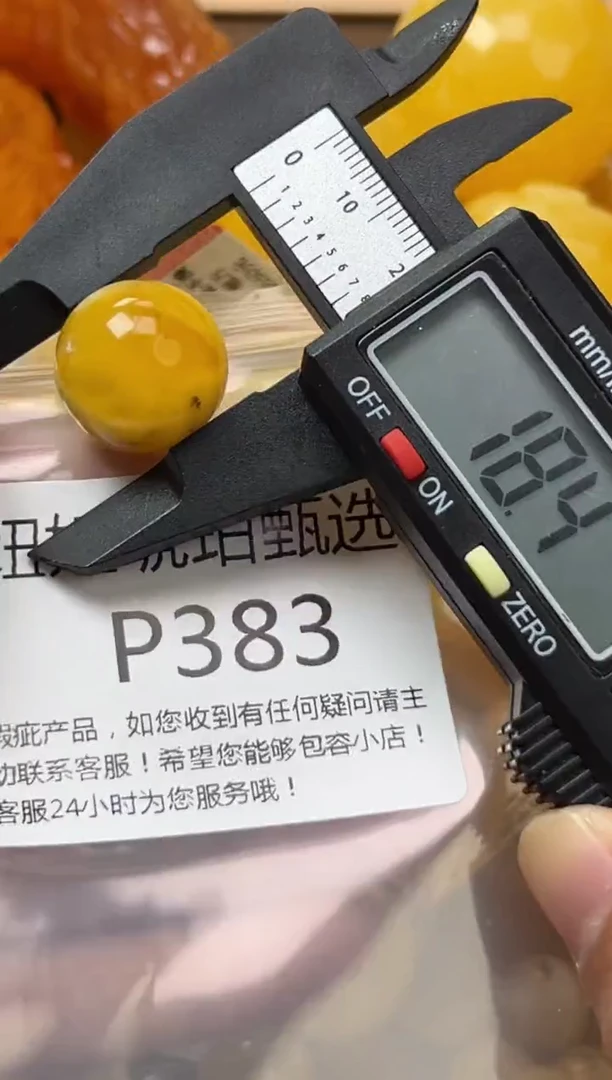 0
10
1 2 3 4 5 6 7 8
2
mm/
OFF
ON
18.4
ZERO
琥珀甄选
P383
瑕疵产品，如您收到有任何疑问请主
动联系客服！希望您能够包容小店！
客服24小时为您服务哦！